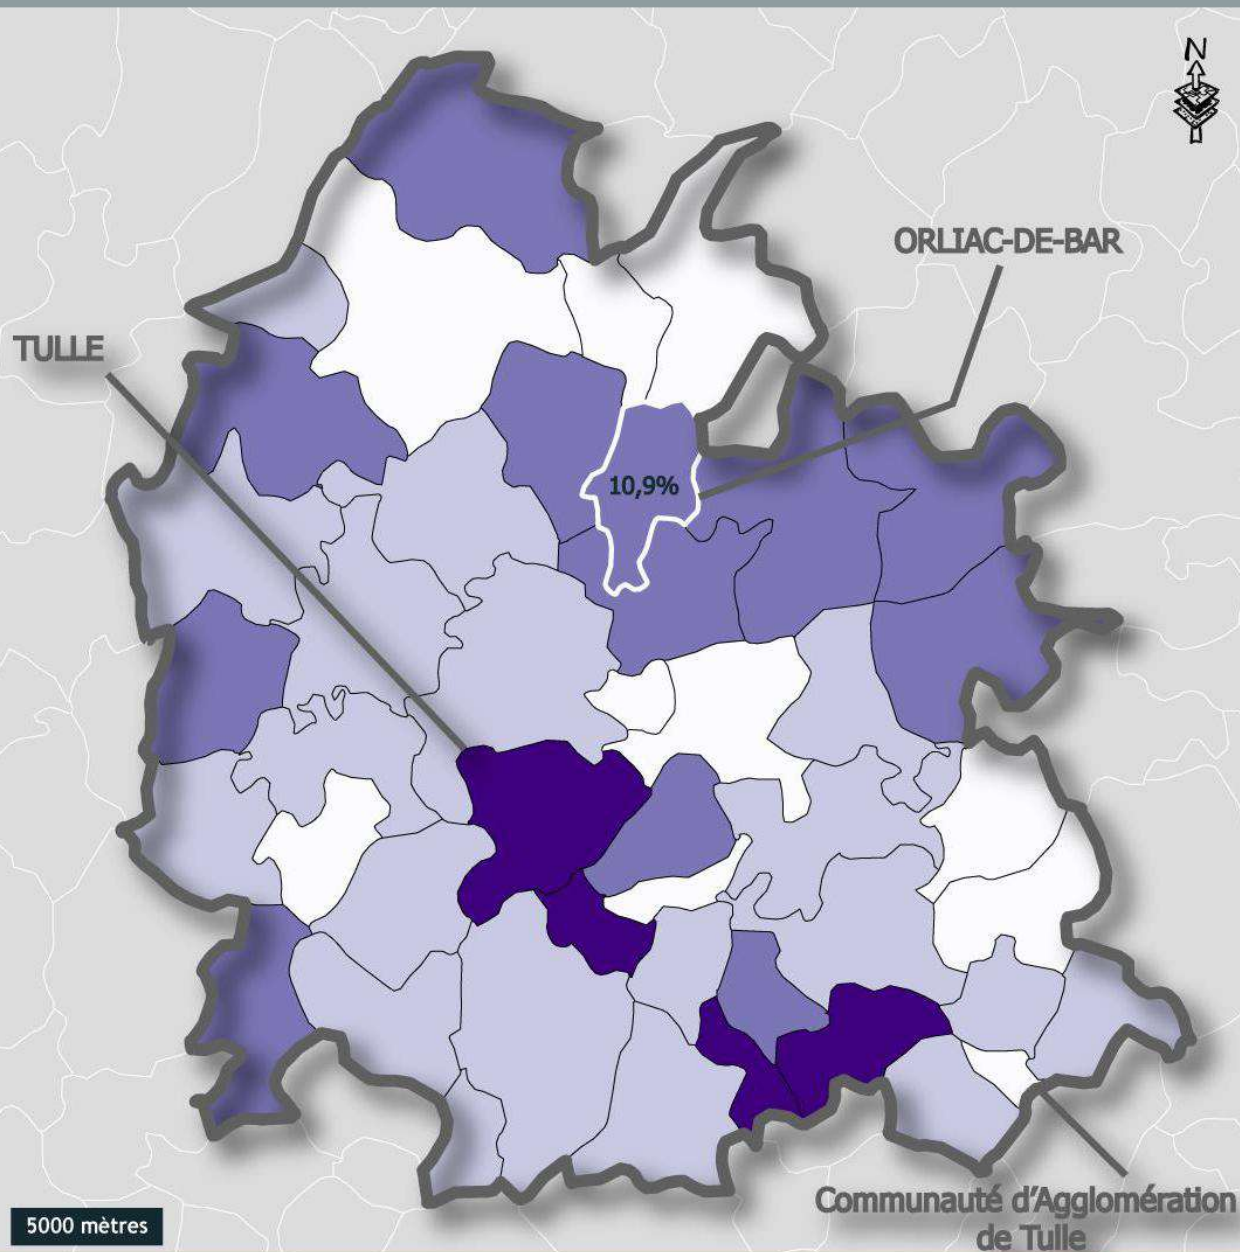 N
ORLIAC-DE-BAR
TULLE
10,9%
5000 mètres
Communauté d'Agglomération
de Tulle